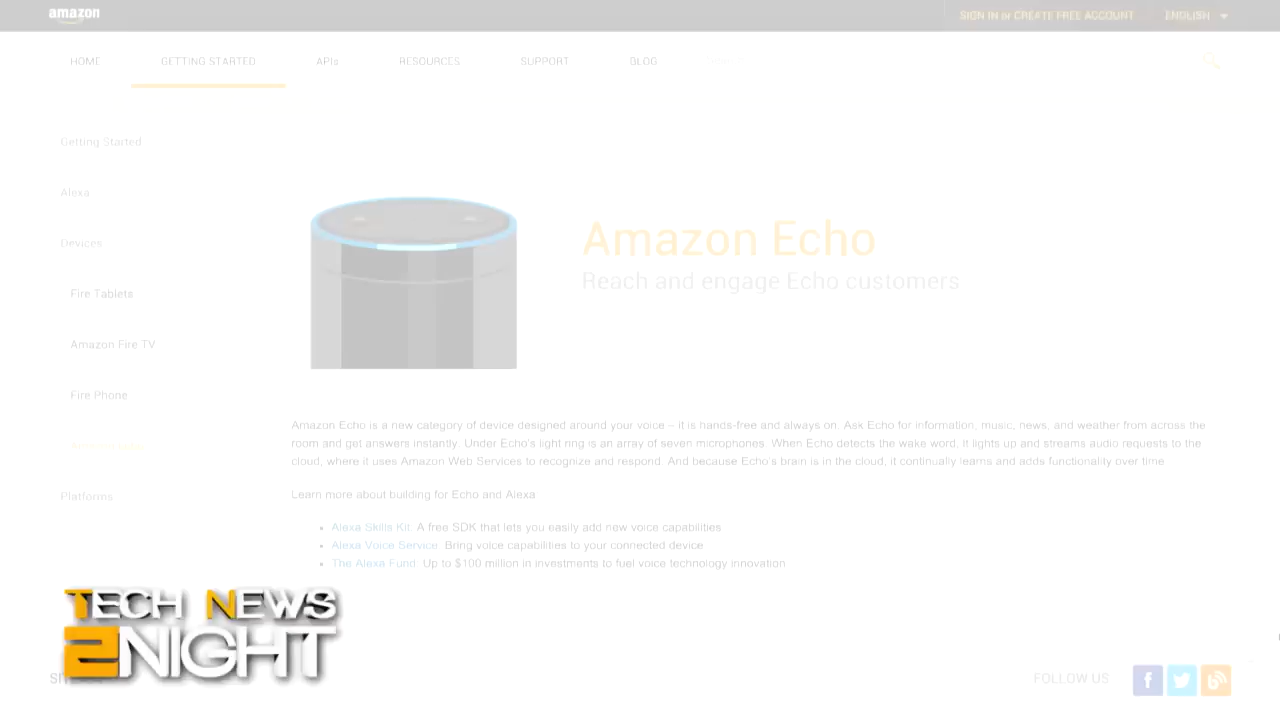 amazon
SIGN IN or CREATE FREE ACCOUNT ENGLISH
HOME GETTING STARTED APIs RESOURCES SUPPORT BLOG
Getting Started
Alexa
Devices
Fire Tablets
Amazon Fire TV
Fire Phone
Amazon Echo
Platforms
Amazon Echo
Reach and engage Echo customers
Amazon Echo is a new category of device designed around your voice – it is hands-free and always on. Ask Echo for information, music, news, and weather from across the
room and get answers instantly. Under Echo's light ring is an array of seven microphones. When Echo detects the wake word, it lights up and streams audio requests to the
cloud, where it uses Amazon Web Services to recognize and respond. And because Echo's brain is in the cloud, it continually learns and adds functionality over time.
Learn more about building for Echo and Alexa
• Alexa Skills Kit: A free SDK that lets you easily add new voice capabilities
• Alexa Voice Service: Bring voice capabilities to your connected device
• The Alexa Fund: Up to $100 million in investments to fuel voice technology innovation
TECH NEWS
2NIGHT
FOLLOW US